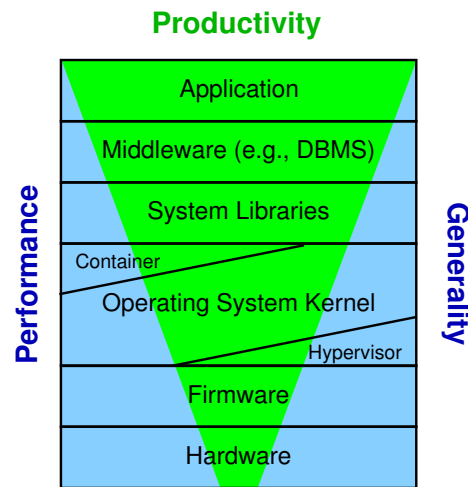 Productivity
Application
Middleware (e.g., DBMS)
System Libraries
Performance
Generality
Container
Operating System Kernel
Hypervisor
Firmware
Hardware